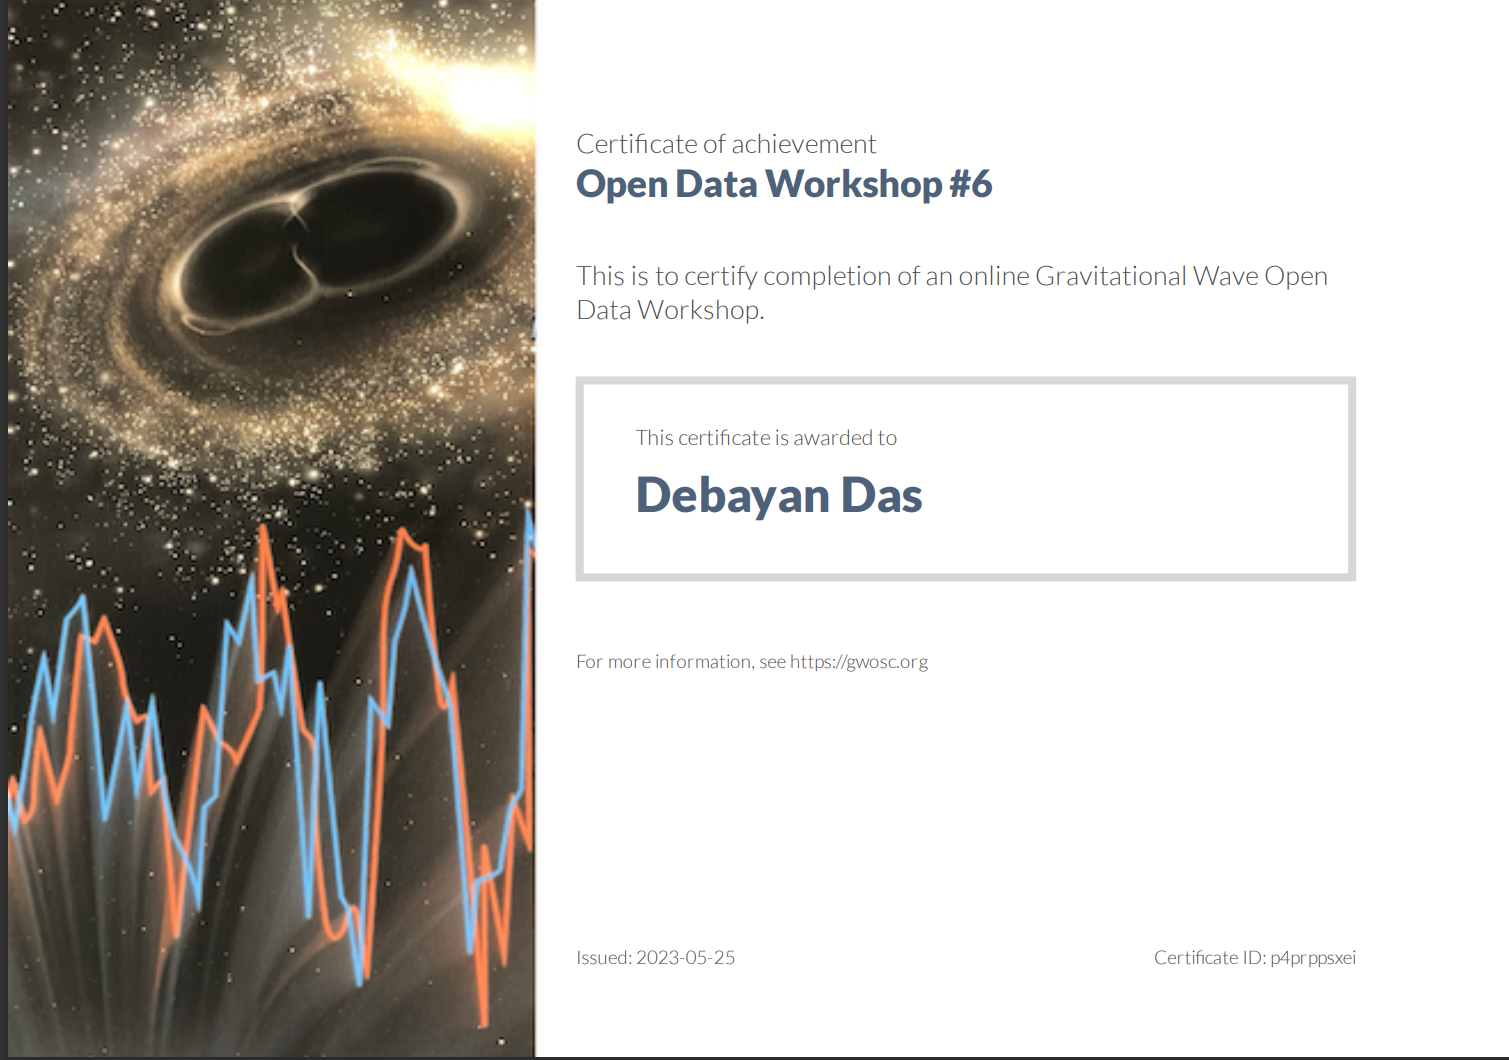 Certificate of achievement
Open Data Workshop #6
This is to certify completion of an online Gravitational Wave Open
Data Workshop.
This certificate is awarded to
Debayan Das
For more information, see https://gwosc.org
Issued: 2023-05-25
Certificate ID: p4prppsxei